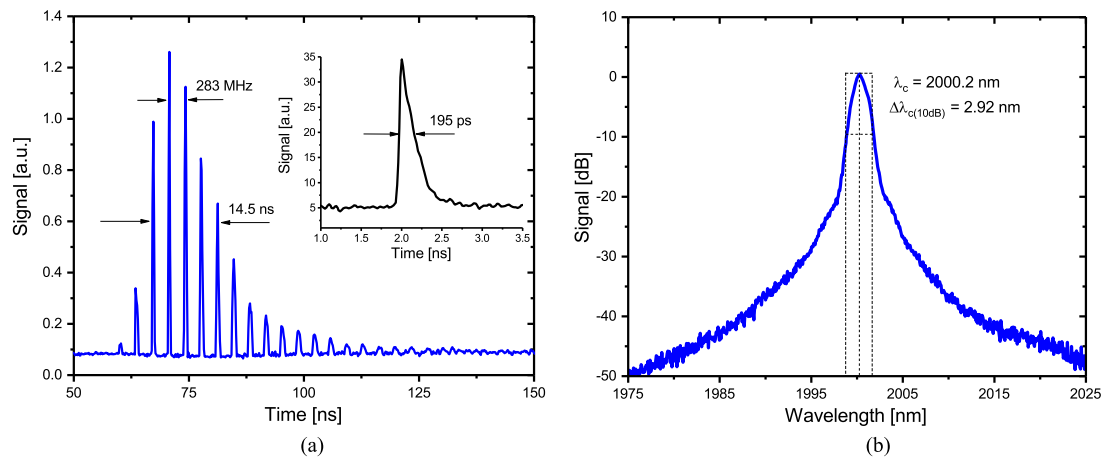 1.4
1.2
1.0
0.8
0.6
0.4
0.2
0.0
Signal [a.u.]
50
75
100
125
150
Time [ns]
283 MHz
14.5 ns
35
30
25
20
15
10
5
Signal [a.u.]
1.0
1.5
2.0
2.5
3.0
3.5
Time [ns]
195 ps
(a)
0
-10
-20
-30
-40
-50
Signal [dB]
1975
1985
1995
2005
2015
2025
Wavelength [nm]
λc = 2000.2 nm
Δλc(10dB) = 2.92 nm
(b)